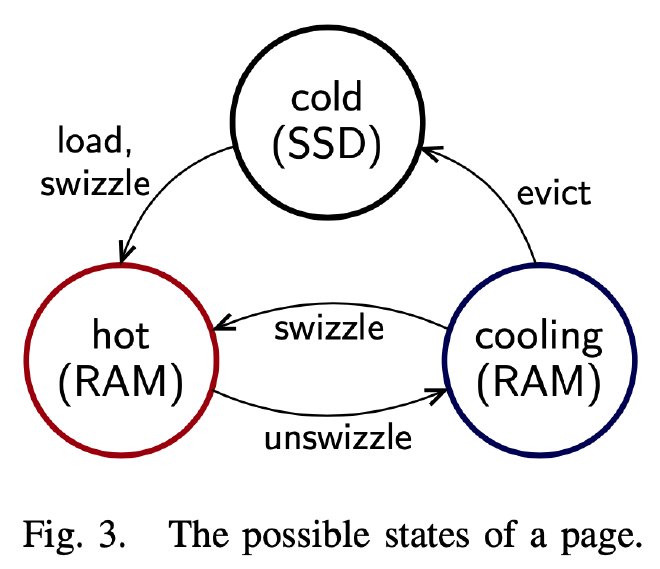 cold
(SSD)
load,
swizzle
evict
hot
(RAM)
swizzle
cooling
(RAM)
unswizzle
Fig. 3. The possible states of a page.